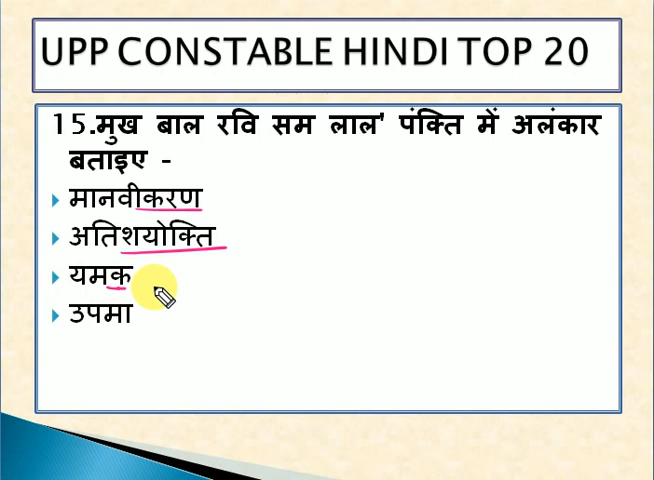 UPP CONSTABLE HINDI TOP 20
15.मुख बाल रवि सम लाल' पंक्ति में अलंकार
बताइए -
मानवीकरण
अतिशयोक्ति
यमक
उपमा